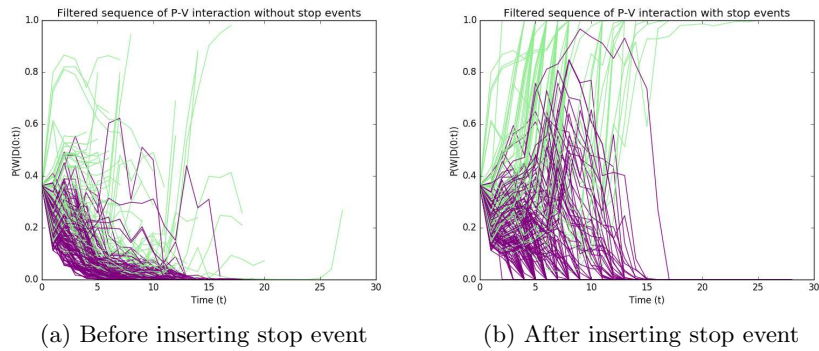 Filtered sequence of P-V interaction without stop events
1.0
0.8
0.6
0.4
0.2
0.0
P(W|D(0:t))
0 5 10 15 20 25 30
Time (t)
(a) Before inserting stop event
Filtered sequence of P-V interaction with stop events
1.0
0.8
0.6
0.4
0.2
0.0
P(W|D(0:t))
0 5 10 15 20 25 30
Time (t)
(b) After inserting stop event